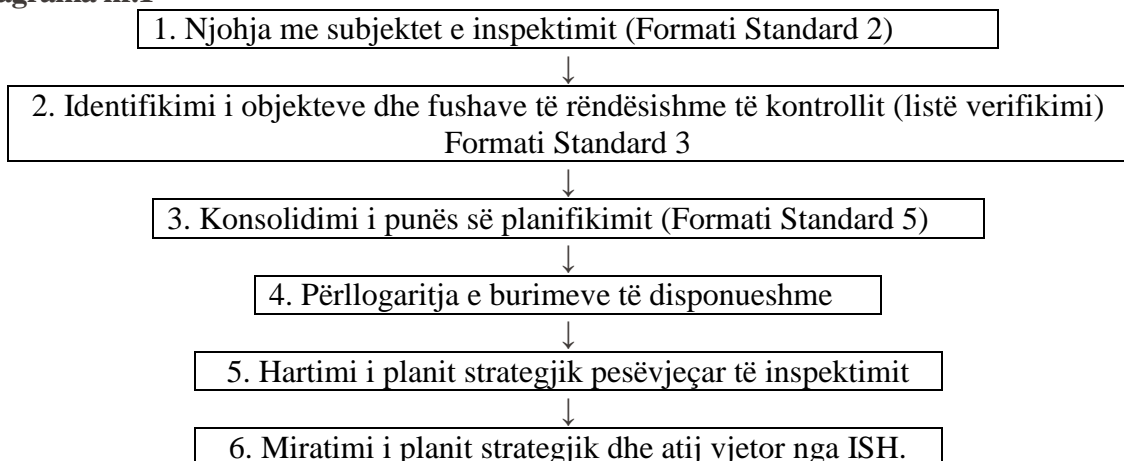 1. Njohja me subjektet e inspektimit (Formati Standard 2)
↓
2. Identifikimi i objekteve dhe fushave të rëndësishme të kontrollit (listë verifikimi)
Formati Standard 3
↓
3. Konsolidimi i punës së planifikimit (Formati Standard 5)
↓
4. Përllogaritja e burimeve të disponueshme
↓
5. Hartimi i planit strategjik pesëvjeçar të inspektimit
↓
6. Miratimi i planit strategjik dhe atij vjetor nga ISH.